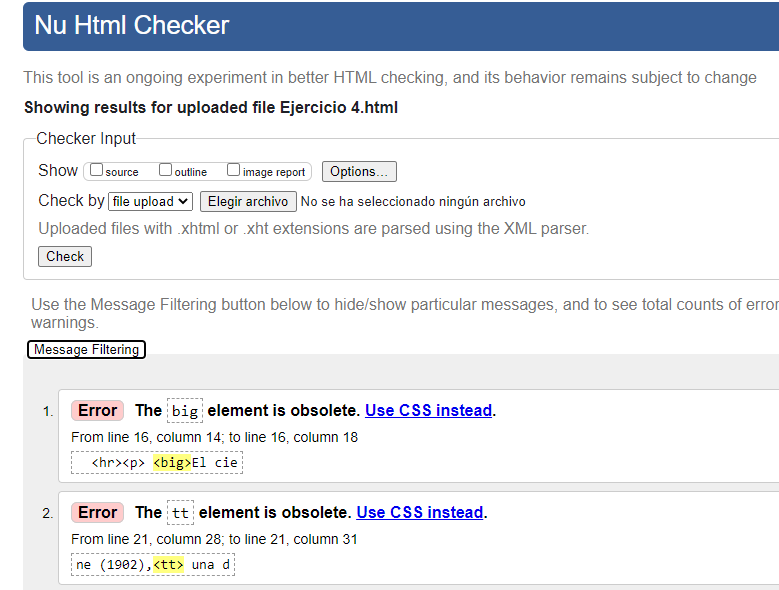 Nu Html Checker
This tool is an ongoing experiment in better HTML checking, and its behavior remains subject to change
Showing results for uploaded file Ejercicio 4.html
Checker Input
Show source outline image report Options...
Check by file upload Elegir archivo No se ha seleccionado ningún archivo
Uploaded files with .xhtml or .xht extensions are parsed using the XML parser.
Check
Use the Message Filtering button below to hide/show particular messages, and to see total counts of error
warnings.
Message Filtering
1. Error The big element is obsolete. Use CSS instead.
From line 16, column 14; to line 16, column 18
<hr><p> <big>El cie
2. Error The tt element is obsolete. Use CSS instead.
From line 21, column 28; to line 21, column 31
ne (1902),<tt> una d